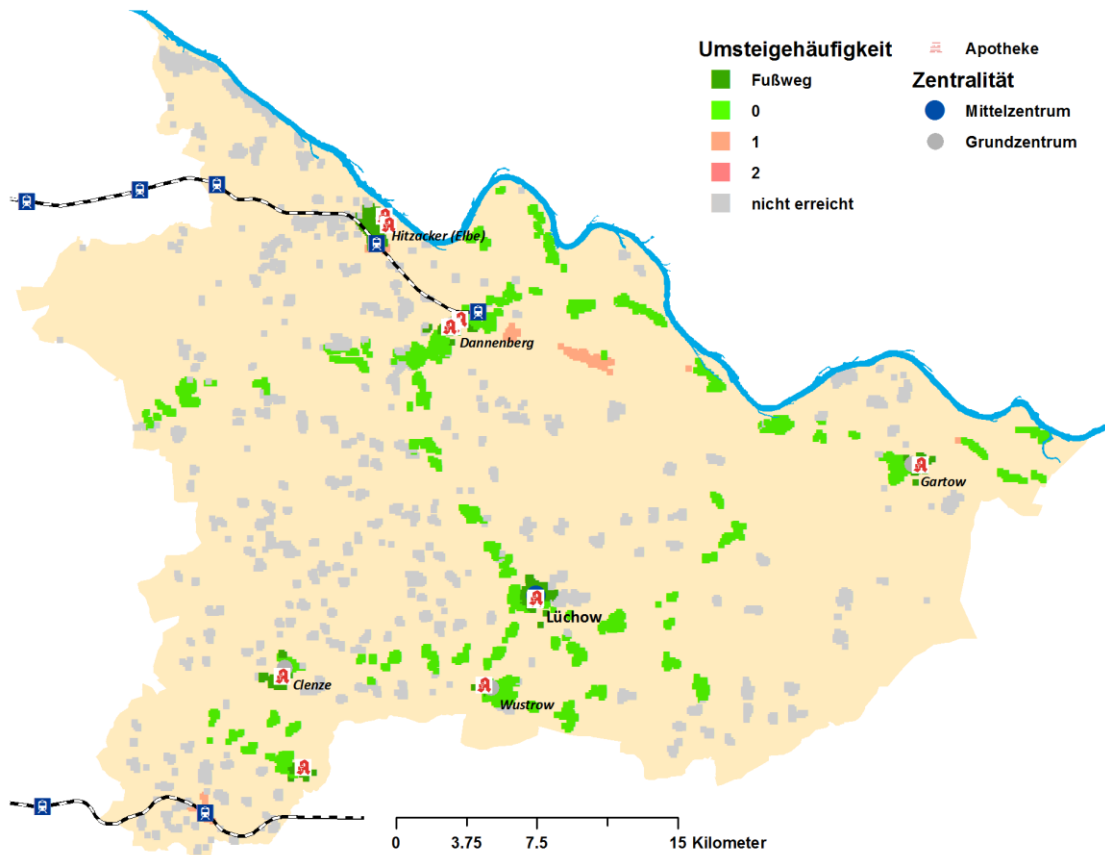 Umsteigehäufigkeit
Fußweg
0
1
2
nicht erreicht
Apotheke
Zentralität
Mittelzentrum
Grundzentrum
Hitzacker (Elbe)
Dannenberg
Gartow
Lüchow
Clenze
Wustrow
0 3.75 7.5 15 Kilometer